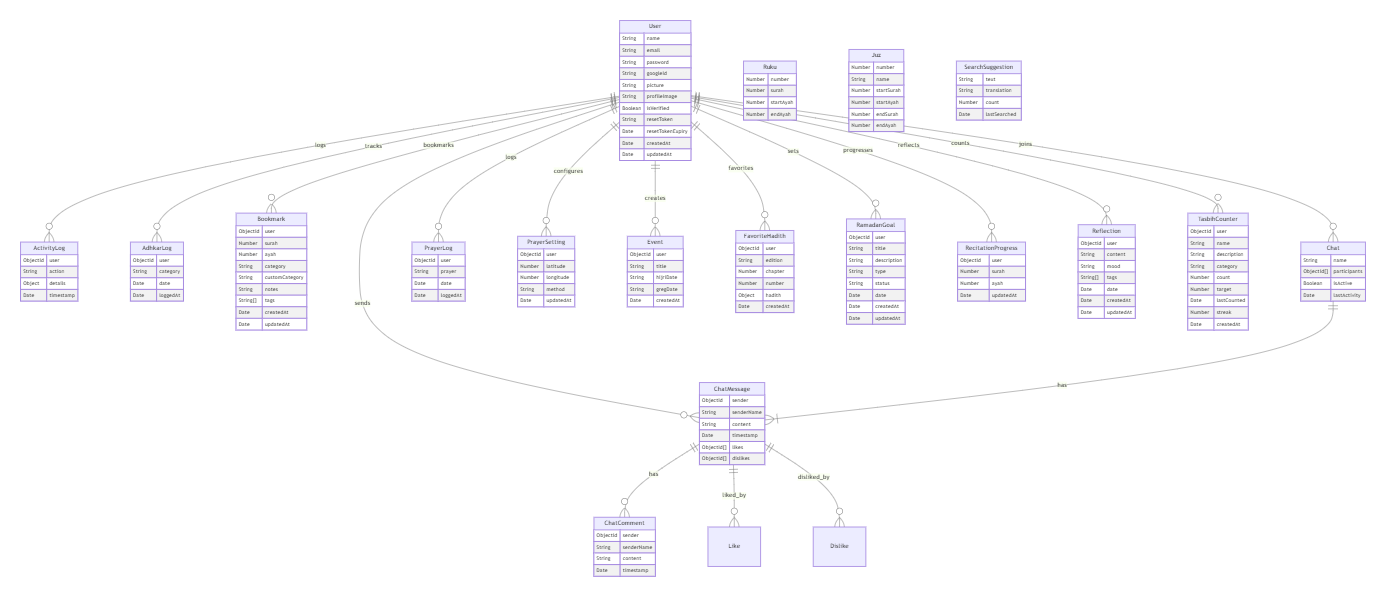 User
String name
String email
String password
String googleId
String picture
String profileImage
Boolean isVerified
String resetToken
Date resetTokenExpiry
Date createdAt
Date updatedAt
Ruku
Number number
Number surah
Number startAyah
Number endAyah
Juz
Number number
String name
Number startSurah
Number startAyah
Number endSurah
Number endAyah
SearchSuggestion
String text
String translation
Number count
Date lastSearched
logs
tracks
bookmarks
logs
configures
creates
favorites
sets
progresses
reflects
counts
joins
ActivityLog
ObjectId user
String action
Object details
Date timestamp
AdhkarLog
ObjectId user
String category
Date date
Date loggedAt
Bookmark
ObjectId user
Number surah
Number ayah
String category
String customCategory
String notes
String[] tags
Date createdAt
Date updatedAt
PrayerLog
ObjectId user
String prayer
Date date
Date loggedAt
PrayerSetting
ObjectId user
Number latitude
Number longitude
String method
Date updatedAt
Event
ObjectId user
String title
String hijriDate
String gregDate
Date createdAt
FavoriteHadith
ObjectId user
String edition
Number chapter
Number number
Object hadith
Date createdAt
RamadanGoal
ObjectId user
String title
String description
String type
String status
Date date
Date createdAt
Date updatedAt
RecitationProgress
ObjectId user
Number surah
Number ayah
Date updatedAt
Reflection
ObjectId user
String content
String mood
String[] tags
Date date
Date createdAt
Date updatedAt
TasbihCounter
ObjectId user
String name
String description
String category
Number count
Number target
Date lastCounted
Number streak
Date createdAt
Chat
String name
ObjectId[] participants
Boolean isActive
Date lastActivity
sends
has
ChatMessage
ObjectId sender
String senderName
String content
Date timestamp
ObjectId[] likes
ObjectId[] dislikes
has
liked_by
disliked_by
ChatComment
ObjectId sender
String senderName
String content
Date timestamp
Like
Dislike